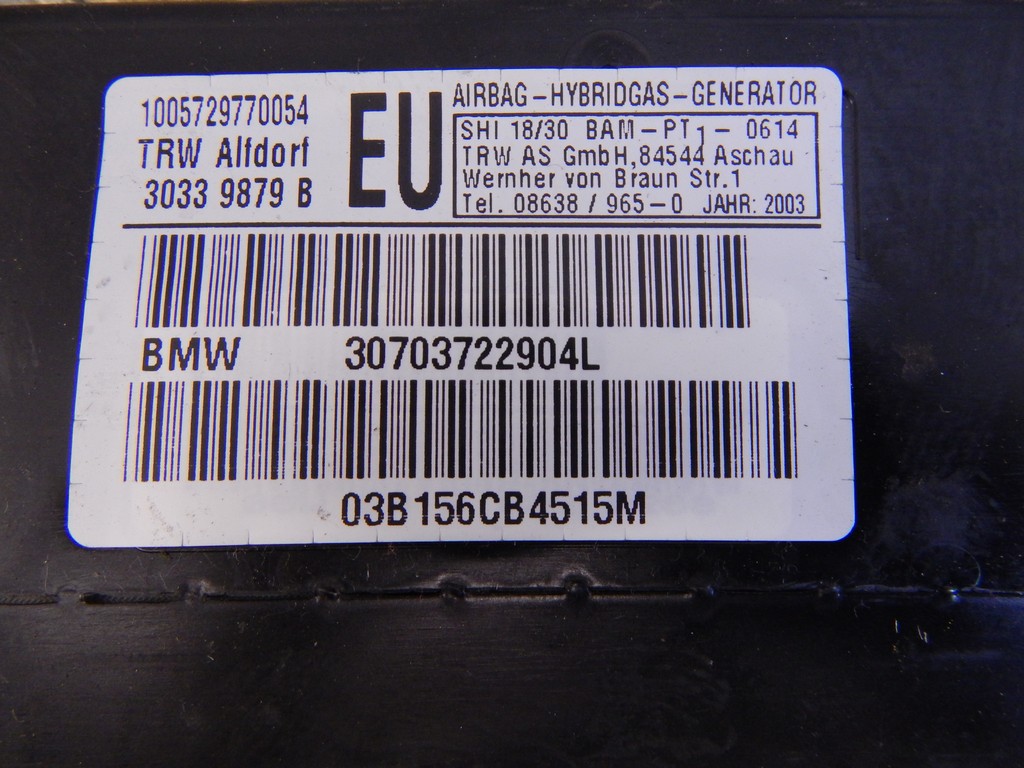 1005729770054
TRW Alfdorf
3033 9879 B
EU
AIRBAG-HYBRIDGAS-GENERATOR
SHI 18/30 BAM-PT1- 0614
TRW AS GmbH,84544 Aschau
Wernher von Braun Str.1
Tel. 08638 / 965-0 JAHR: 2003
BMW 30703722904L
03B156CB4515M